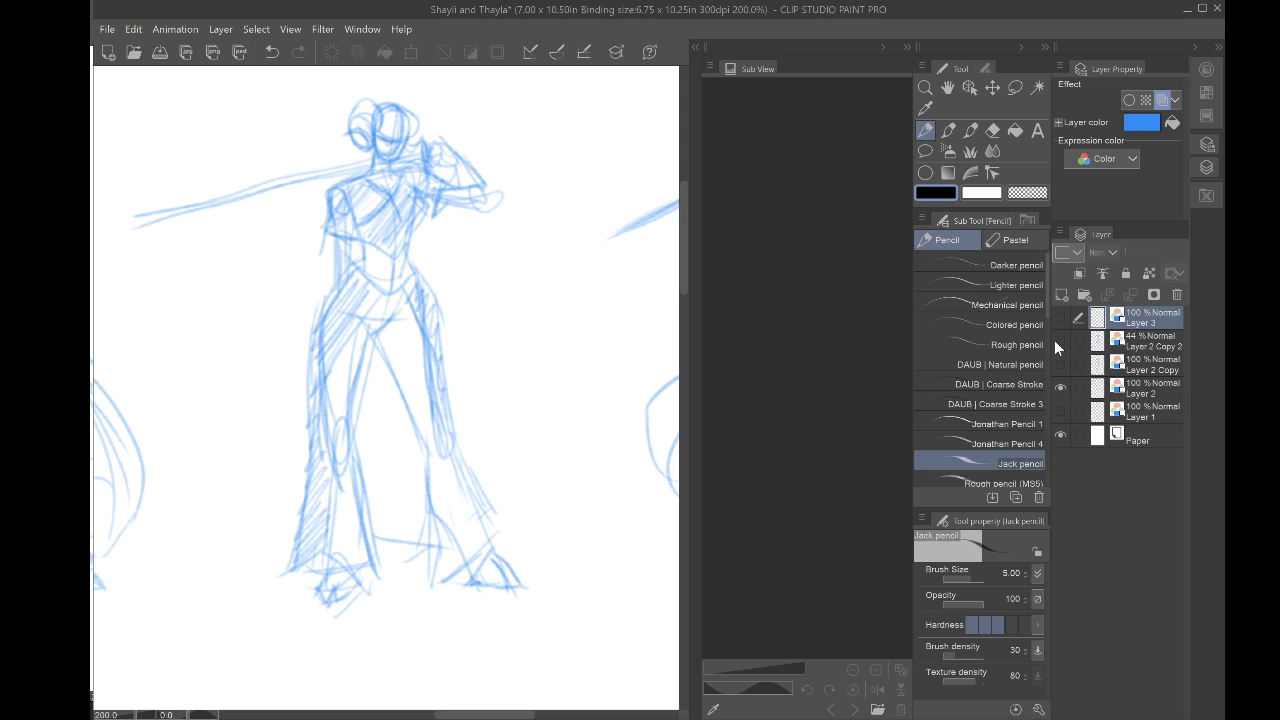 Shayli and Thayla* (7.00 x 10.50in Binding size:6.75 x 10.25in 300dpi 200.0%) - CLIP STUDIO PAINT PRO
File Edit Animation Layer Select View Filter Window Help
Sub View
Tool
Layer Property
Effect
Layer color
Expression color
Color
Sub Tool [Pencil]
Pencil
Pastel
Darker pencil
Lighter pencil
Mechanical pencil
Colored pencil
Rough pencil
DAUB | Natural pencil
DAUB | Coarse Stroke
DAUB | Coarse Stroke 3
Jonathan Pencil 1
Jonathan Pencil 4
Jack pencil
Rough pencil (MS5)
Layer
Norm
100 %Normal
Layer 3
44 %Normal
Layer 2 Copy 2
100 %Normal
Layer 2 Copy
100 %Normal
Layer 2
100 %Normal
Layer 1
Paper
Tool property [Jack pencil]
Jack pencil
Brush Size 5.00
Opacity 100
Hardness
Brush density 30
Texture density 80
200.0 0.0